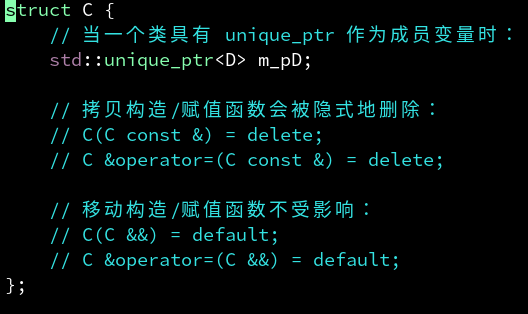 struct C {
    // 当一个类具有 unique_ptr 作为成员变量时：
    std::unique_ptr<D> m_pD;

    // 拷贝构造/赋值函数会被隐式地删除：
    // C(C const &) = delete;
    // C &operator=(C const &) = delete;

    // 移动构造/赋值函数不受影响：
    // C(C &&) = default;
    // C &operator=(C &&) = default;
};